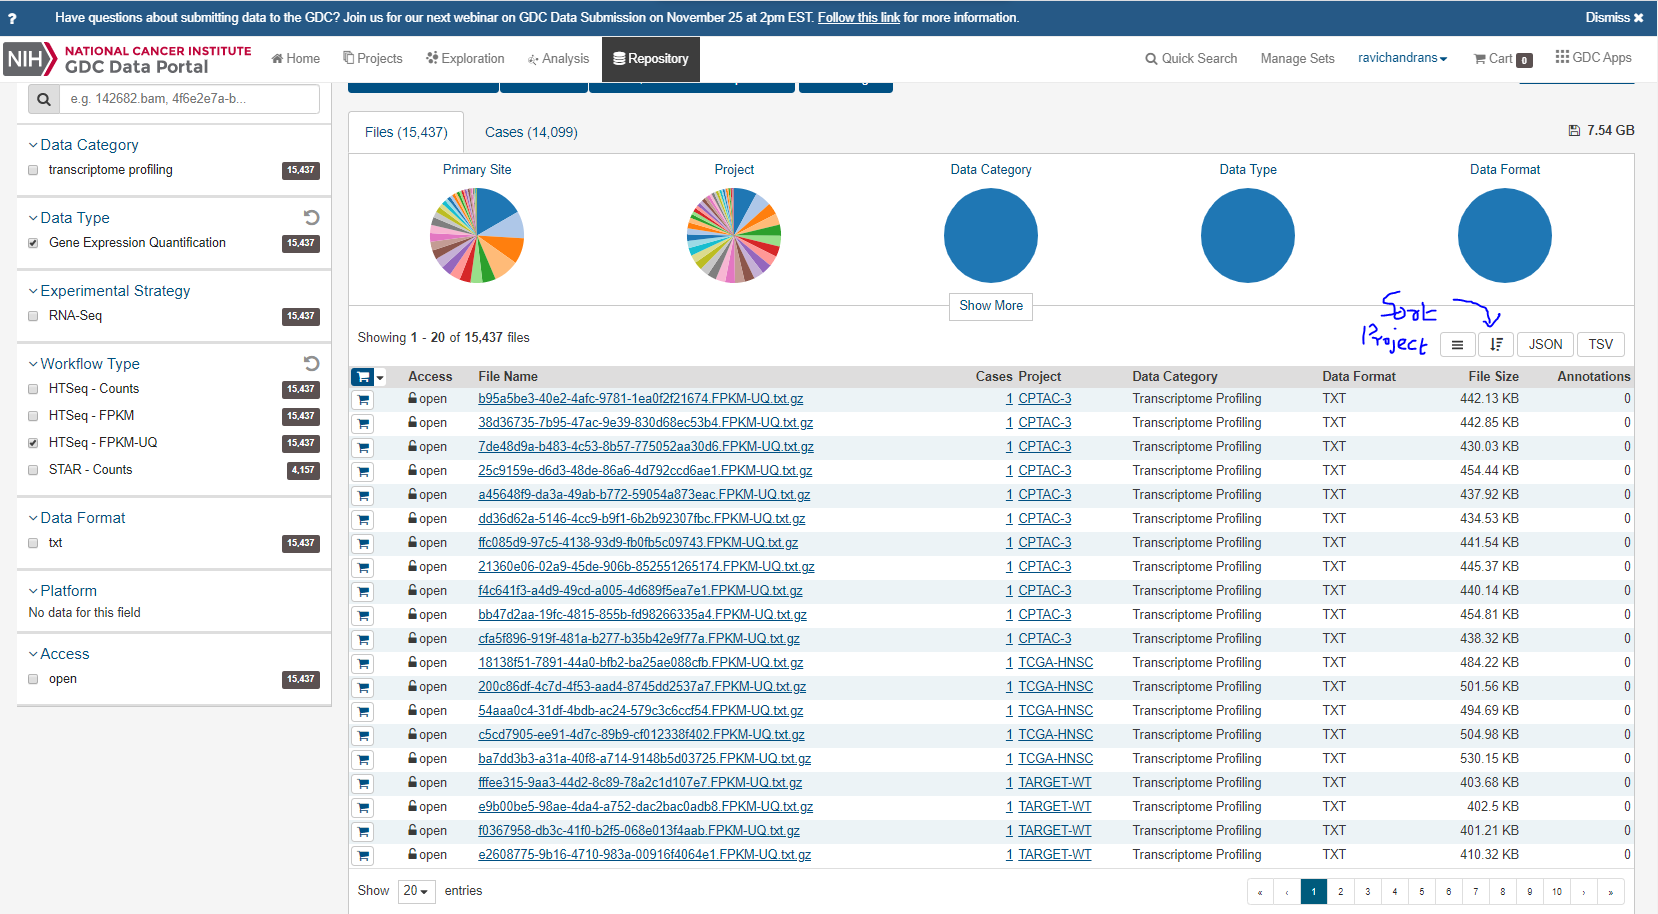 ? Have questions about submitting data to the GDC? Join us for our next webinar on GDC Data Submission on November 25 at 2pm EST. Follow this link for more information. Dismiss ✖
NIH NATIONAL CANCER INSTITUTE
GDC Data Portal
Home Projects Exploration Analysis Repository Quick Search Manage Sets ravichandrans Cart 0 GDC Apps
e.g. 142682.bam, 4f6e2e7a-b...
Data Category
transcriptome profiling 15,437
Data Type
Gene Expression Quantification 15,437
Experimental Strategy
RNA-Seq 15,437
Workflow Type
HTSeq - Counts 15,437
HTSeq - FPKM 15,437
HTSeq - FPKM-UQ 15,437
STAR - Counts 4,157
Data Format
txt 15,437
Platform
No data for this field
Access
open 15,437
Files (15,437) Cases (14,099) 7.54 GB
Primary Site Project Data Category Data Type Data Format
Show More
Sort
Project
Showing 1 - 20 of 15,437 files JSON TSV
Access File Name Cases Project Data Category Data Format File Size Annotations
open b95a5be3-40e2-4afc-9781-1ea0f2f21674.FPKM-UQ.txt.gz 1 CPTAC-3 Transcriptome Profiling TXT 442.13 KB 0
open 38d36735-7b95-47ac-9e39-830d68ec53b4.FPKM-UQ.txt.gz 1 CPTAC-3 Transcriptome Profiling TXT 442.85 KB 0
open 7de48d9a-b483-4c53-8b57-775052aa30d6.FPKM-UQ.txt.gz 1 CPTAC-3 Transcriptome Profiling TXT 430.03 KB 0
open 25c9159e-d6d3-48de-86a6-4d792ccd6ae1.FPKM-UQ.txt.gz 1 CPTAC-3 Transcriptome Profiling TXT 454.44 KB 0
open a45648f9-da3a-49ab-b772-59054a873eac.FPKM-UQ.txt.gz 1 CPTAC-3 Transcriptome Profiling TXT 437.92 KB 0
open dd36d62a-5146-4cc9-b9f1-6b2b92307fbc.FPKM-UQ.txt.gz 1 CPTAC-3 Transcriptome Profiling TXT 434.53 KB 0
open ffc085d9-97c5-4138-93d9-fb0fb5c09743.FPKM-UQ.txt.gz 1 CPTAC-3 Transcriptome Profiling TXT 441.54 KB 0
open 21360e06-02a9-45de-906b-852551265174.FPKM-UQ.txt.gz 1 CPTAC-3 Transcriptome Profiling TXT 445.37 KB 0
open f4c641f3-a4d9-49cd-a005-4d689f5ea7e1.FPKM-UQ.txt.gz 1 CPTAC-3 Transcriptome Profiling TXT 440.14 KB 0
open bb47d2aa-19fc-4815-855b-fd98266335a4.FPKM-UQ.txt.gz 1 CPTAC-3 Transcriptome Profiling TXT 454.81 KB 0
open cfa5f896-919f-481a-b277-b35b42e9f77a.FPKM-UQ.txt.gz 1 CPTAC-3 Transcriptome Profiling TXT 438.32 KB 0
open 18138f51-7891-44a0-bfb2-ba25ae088cfb.FPKM-UQ.txt.gz 1 TCGA-HNSC Transcriptome Profiling TXT 484.22 KB 0
open 200c86df-4c7d-4f53-aad4-8745dd2537a7.FPKM-UQ.txt.gz 1 TCGA-HNSC Transcriptome Profiling TXT 501.56 KB 0
open 54aaa0c4-31df-4bdb-ac24-579c3c6ccf54.FPKM-UQ.txt.gz 1 TCGA-HNSC Transcriptome Profiling TXT 494.69 KB 0
open c5cd7905-ee91-4d7c-89b9-cf012338f402.FPKM-UQ.txt.gz 1 TCGA-HNSC Transcriptome Profiling TXT 504.98 KB 0
open ba7dd3b3-a31a-40f8-a714-9148b5d03725.FPKM-UQ.txt.gz 1 TCGA-HNSC Transcriptome Profiling TXT 530.15 KB 0
open fffee315-9aa3-44d2-8c89-78a2c1d107e7.FPKM-UQ.txt.gz 1 TARGET-WT Transcriptome Profiling TXT 403.68 KB 0
open e9b00be5-98ae-4da4-a752-dac2bac0adb8.FPKM-UQ.txt.gz 1 TARGET-WT Transcriptome Profiling TXT 402.5 KB 0
open f0367958-db3c-41f0-b2f5-068e013f4aab.FPKM-UQ.txt.gz 1 TARGET-WT Transcriptome Profiling TXT 401.21 KB 0
open e2608775-9b16-4710-983a-00916f4064e1.FPKM-UQ.txt.gz 1 TARGET-WT Transcriptome Profiling TXT 410.32 KB 0
Show 20 entries « ‹ 1 2 3 4 5 6 7 8 9 10 › »